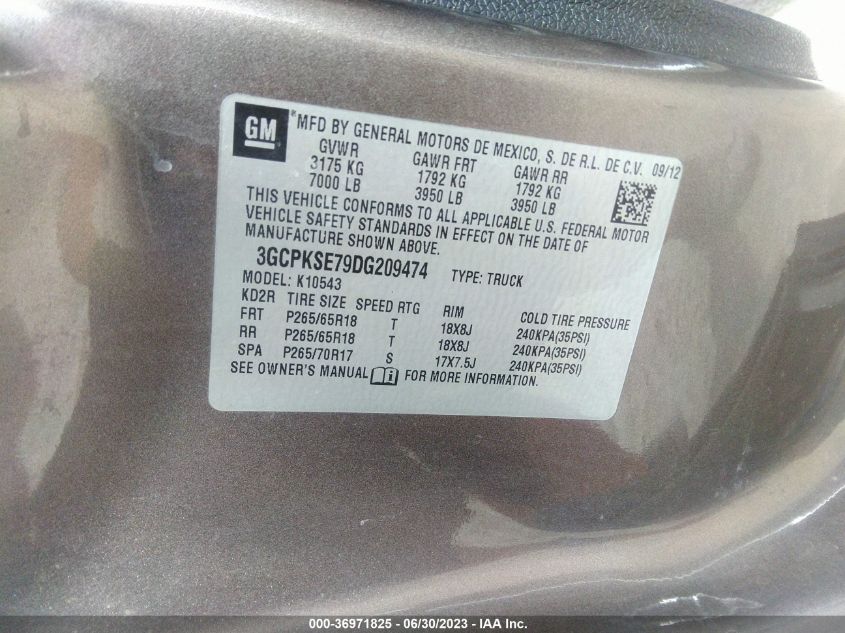 GM *MFD BY GENERAL MOTORS DE MEXICO, S. DE R.L. DE C.V. 09/12
GVWR GAWR FRT GAWR RR
3175 KG 1792 KG 1792 KG
7000 LB 3950 LB 3950 LB
THIS VEHICLE CONFORMS TO ALL APPLICABLE U.S. FEDERAL MOTOR
VEHICLE SAFETY STANDARDS IN EFFECT ON THE DATE OF
MANUFACTURE SHOWN ABOVE.
3GCPKSE79DG209474 TYPE: TRUCK
MODEL: K10543
KD2R TIRE SIZE SPEED RTG RIM COLD TIRE PRESSURE
FRT P265/65R18 T 18X8J 240KPA(35PSI)
RR P265/65R18 T 18X8J 240KPA(35PSI)
SPA P265/70R17 S 17X7.5J 240KPA(35PSI)
SEE OWNER'S MANUAL FOR MORE INFORMATION.
000-36971825 - 06/30/2023 - IAA Inc.